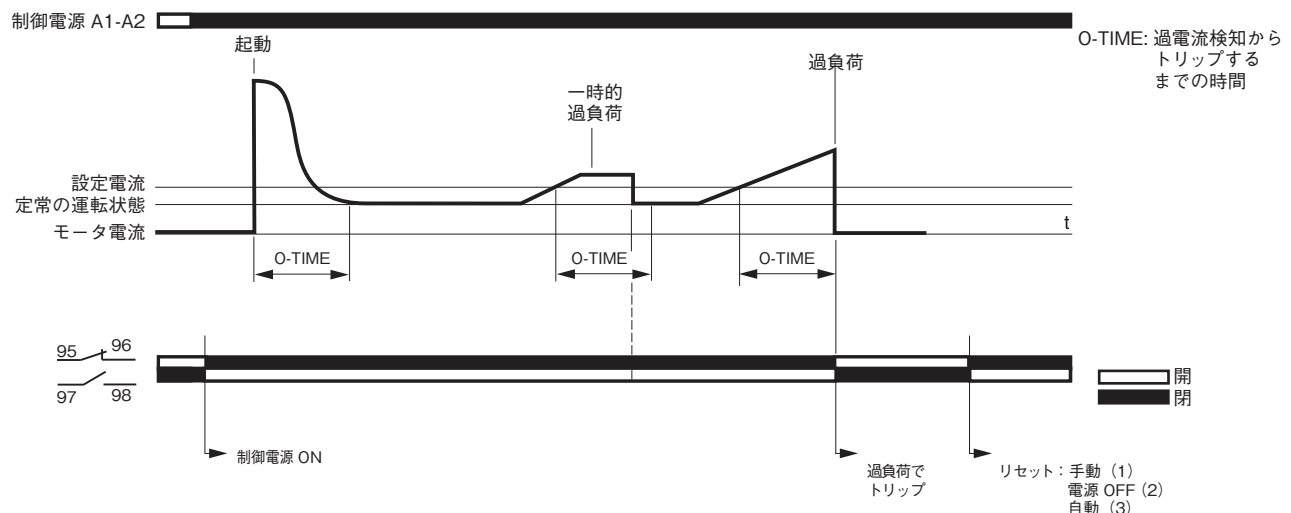 制御電源 A1-A2
O-TIME: 過電流検知から
トリップする
までの時間
起動
一時的
過負荷
過負荷
設定電流
定常の運転状態
モータ電流
t
O-TIME
O-TIME
O-TIME
95 96
97 98
開
閉
制御電源 ON
過負荷で
トリップ
リセット：手動（1）
電源 OFF（2）
自動（3）